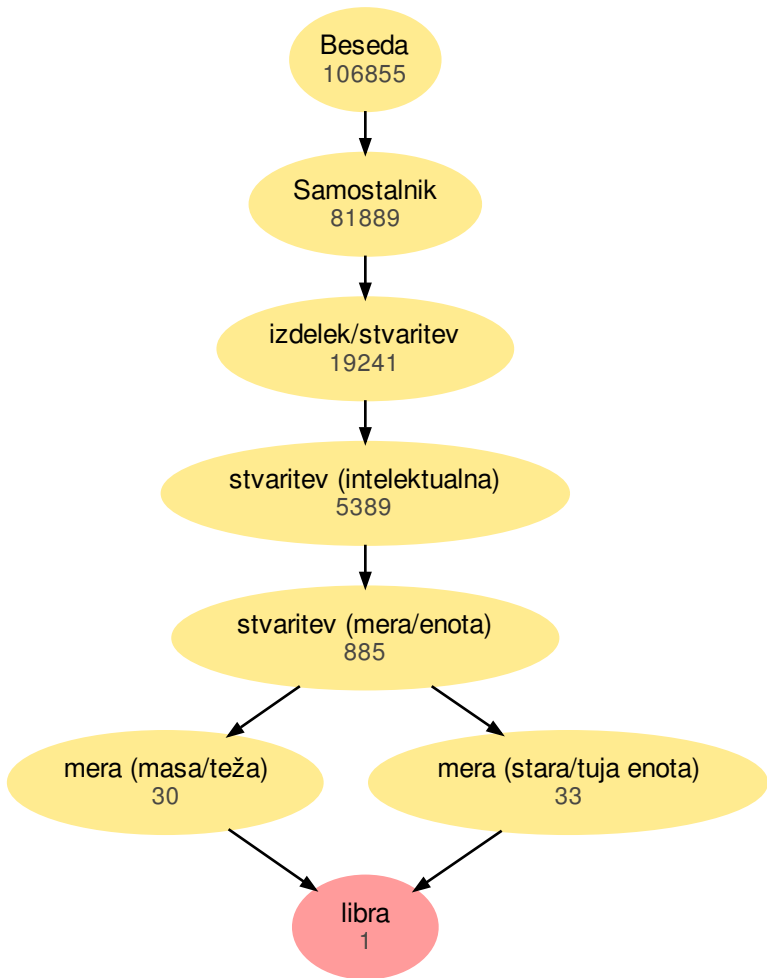 Beseda
106855
Samostalnik
81889
izdelek/stvaritev
19241
stvaritev (intelektualna)
5389
stvaritev (mera/enota)
885
mera (masa/teža)
30
mera (stara/tuja enota)
33
libra
1